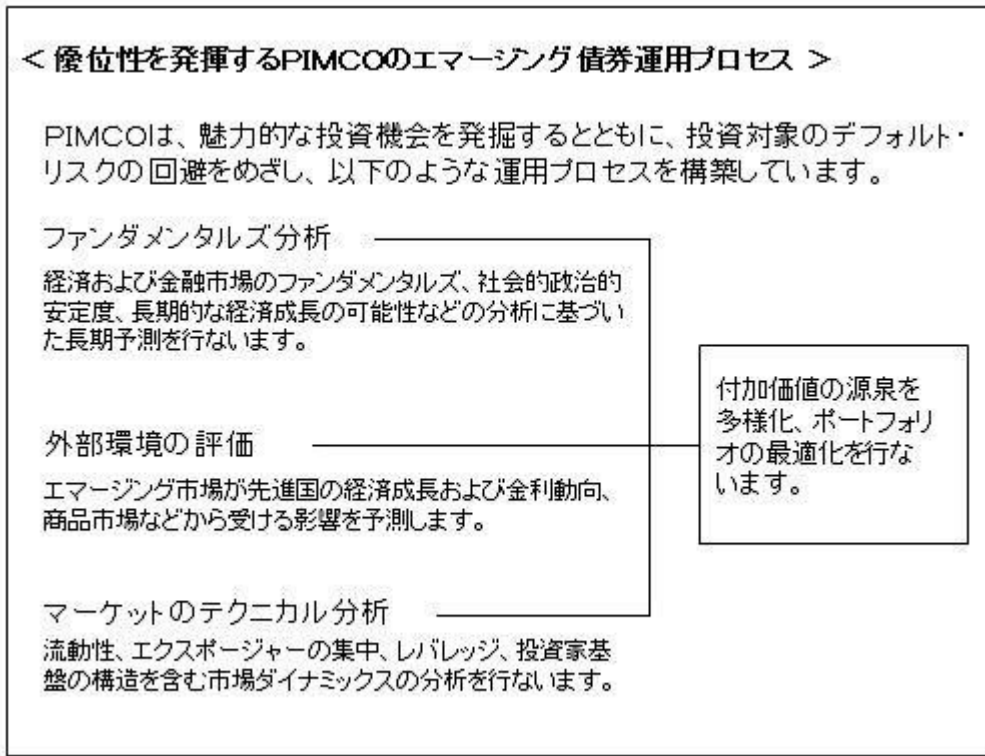 ＜優位性を発揮するPIMCOのエマージング債券運用プロセス＞
PIMCOは、魅力的な投資機会を発掘するとともに、投資対象のデフォルト・
リスクの回避をめざし、以下のような運用プロセスを構築しています。
ファンダメンタルズ分析
経済および金融市場のファンダメンタルズ、社会的政治的
安定度、長期的な経済成長の可能性などの分析に基づい
た長期予測を行ないます。
外部環境の評価
エマージング市場が先進国の経済成長および金利動向、
商品市場などから受ける影響を予測します。
マーケットのテクニカル分析
流動性、エクスポージャーの集中、レバレッジ、投資家基
盤の構造を含む市場ダイナミックスの分析を行ないます。
付加価値の源泉を
多様化、ポートフォリ
オの最適化を行な
います。